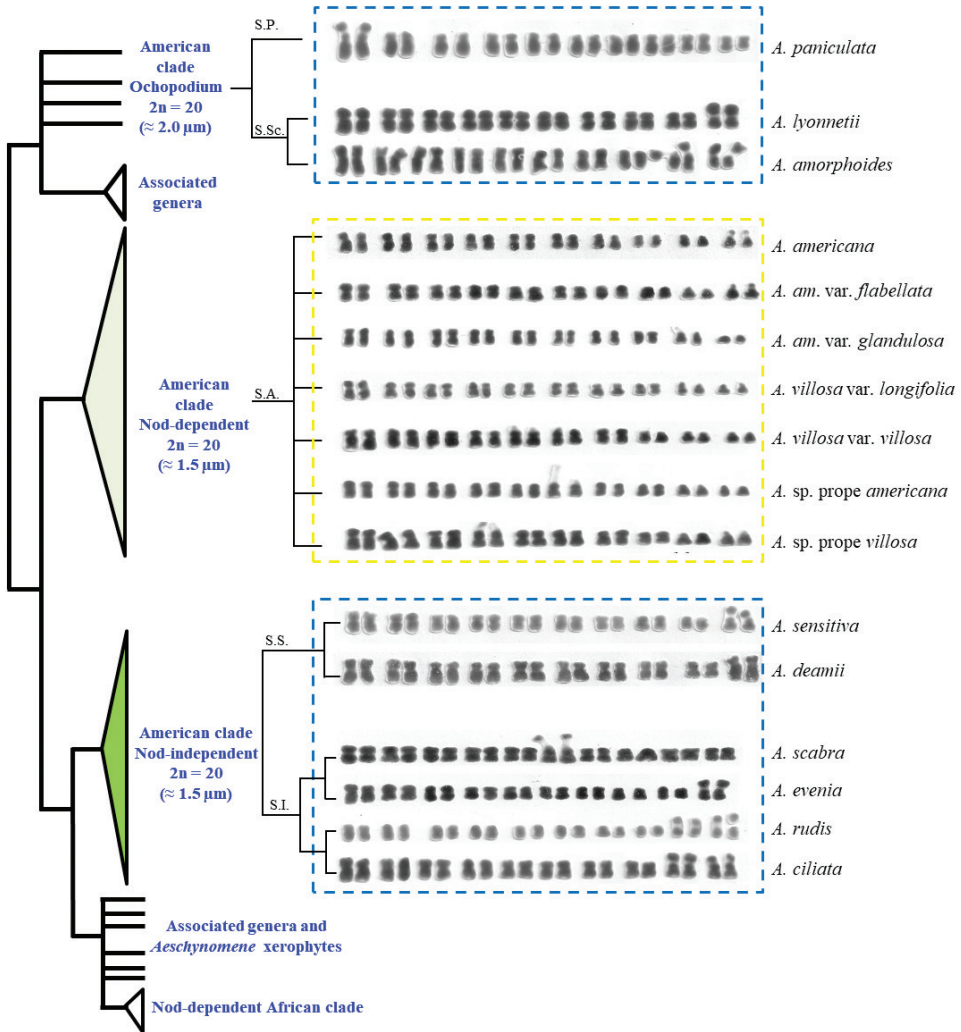 American
clade
Ochopodium
2n = 20
(≈ 2.0 μm)
S.P.
A. paniculata
S.Sc.
A. lyonnetii
A. amorphoides
Associated
genera
American
clade
Nod-dependent
2n = 20
(≈ 1.5 μm)
S.A.
A. americana
A. am. var. flabellata
A. am. var. glandulosa
A. villosa var. longifolia
A. villosa var. villosa
A. sp. prope americana
A. sp. prope villosa
American clade
Nod-independent
2n = 20
(≈ 1.5 μm)
S.S.
A. sensitiva
A. deamii
S.I.
A. scabra
A. evenia
A. rudis
A. ciliata
Associated genera and
Aeschynomene xerophytes
Nod-dependent African clade